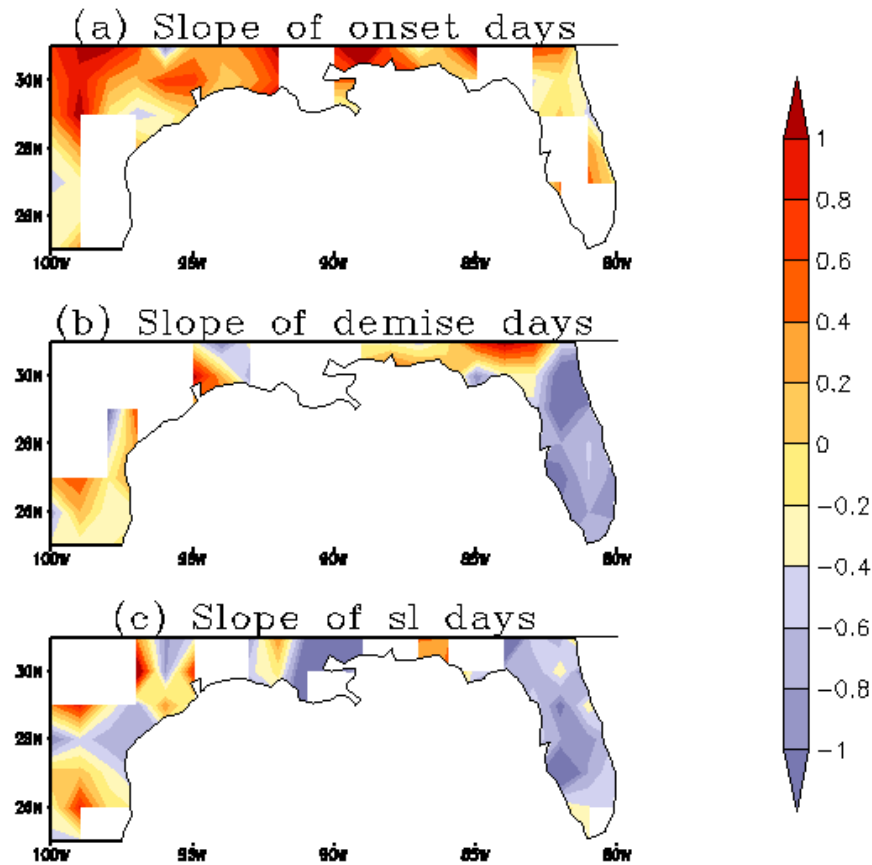 (a) Slope of onset days
30N
28N
26N
100W 95W 90W 85W 80W
(b) Slope of demise days
30N
28N
26N
100W 95W 90W 85W 80W
(c) Slope of sl days
30N
28N
26N
100W 95W 90W 85W 80W
1
0.8
0.6
0.4
0.2
0
−0.2
−0.4
−0.6
−0.8
−1